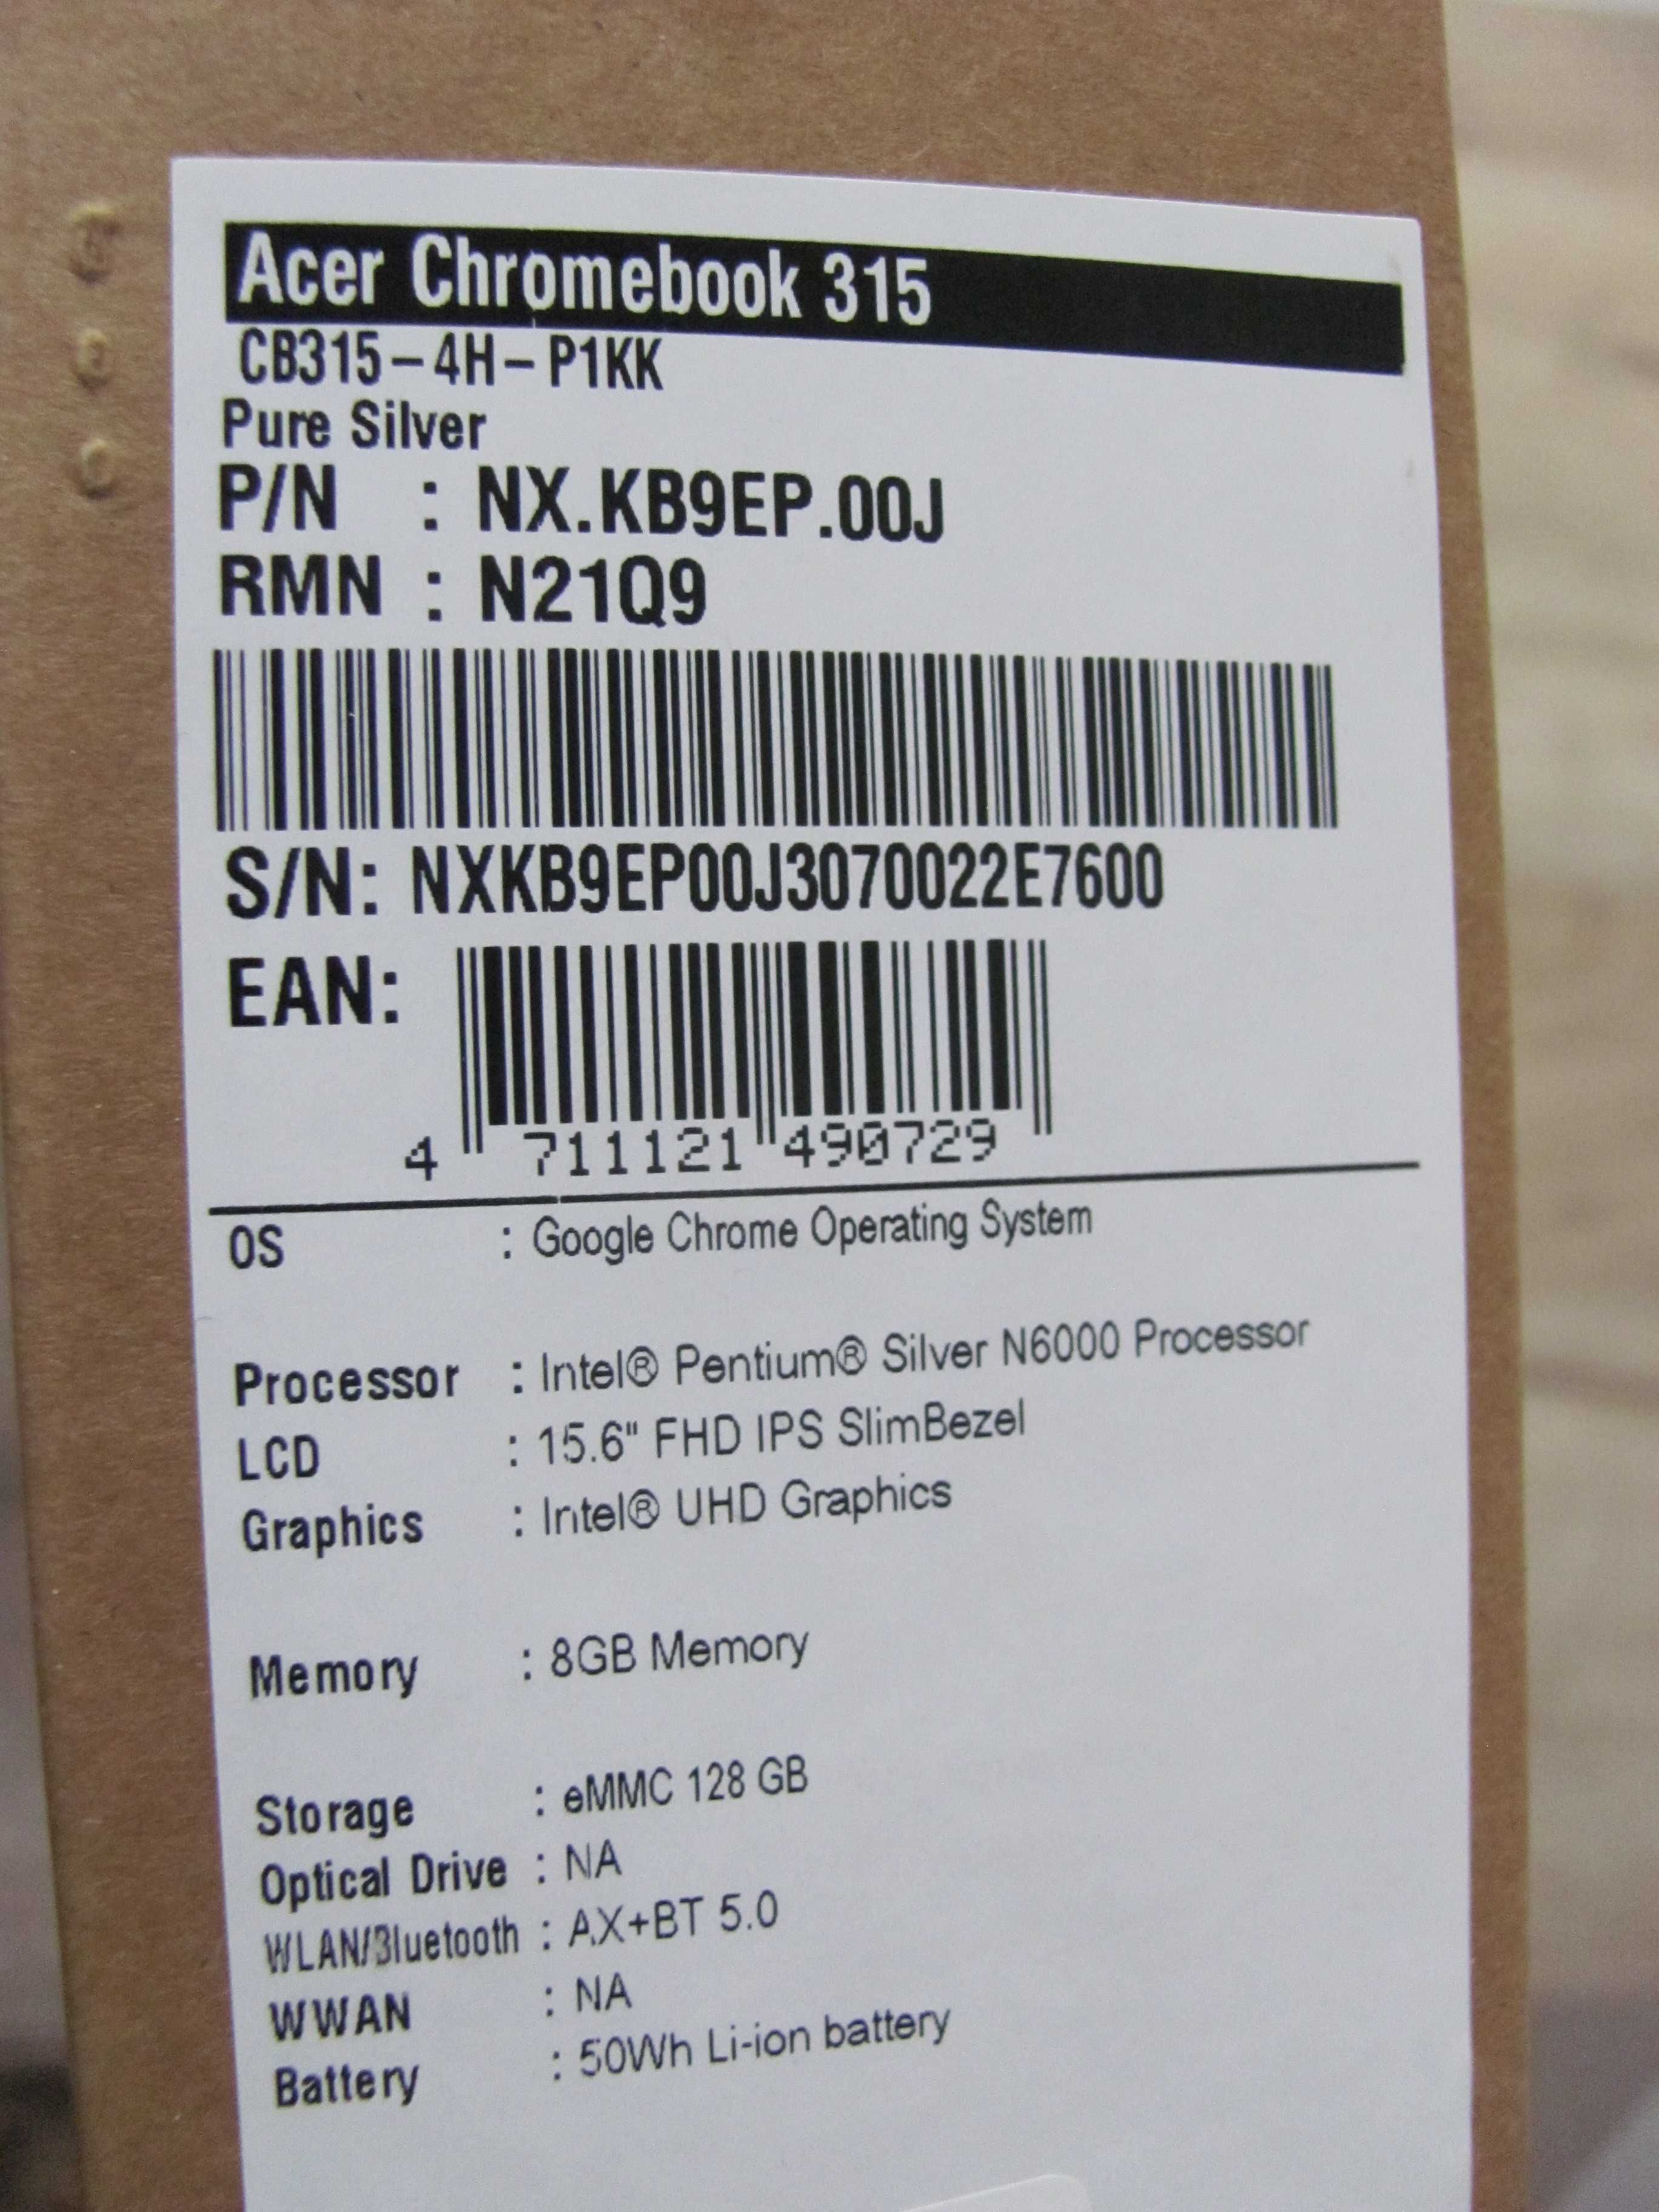 Acer Chromebook 315
CB315-4H-P1KK
Pure Silver
P/N : NX.KB9EP.00J
RMN : N21Q9
S/N: NXKB9EP00J3070022E7600
EAN:
4 711121 490729
OS : Google Chrome Operating System
Processor : Intel® Pentium® Silver N6000 Processor
LCD : 15.6" FHD IPS SlimBezel
Graphics : Intel® UHD Graphics
Memory : 8GB Memory
Storage : eMMC 128 GB
Optical Drive : NA
WLAN/Bluetooth : AX+BT 5.0
WWAN : NA
Battery : 50Wh Li-ion battery